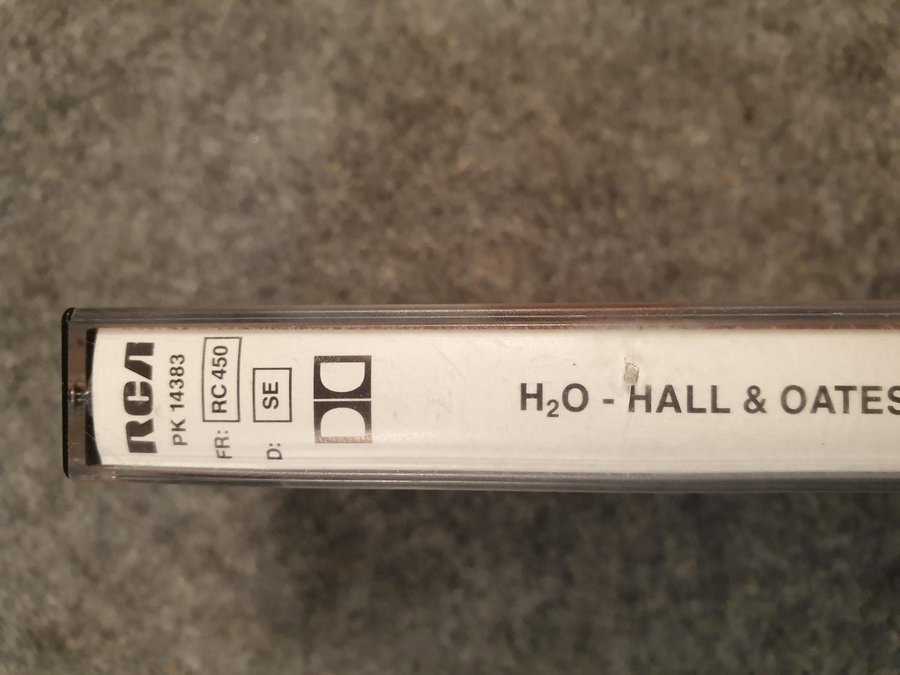 RCA
PK 14383
FR: RC 450
D: SE
H₂O - HALL & OATES